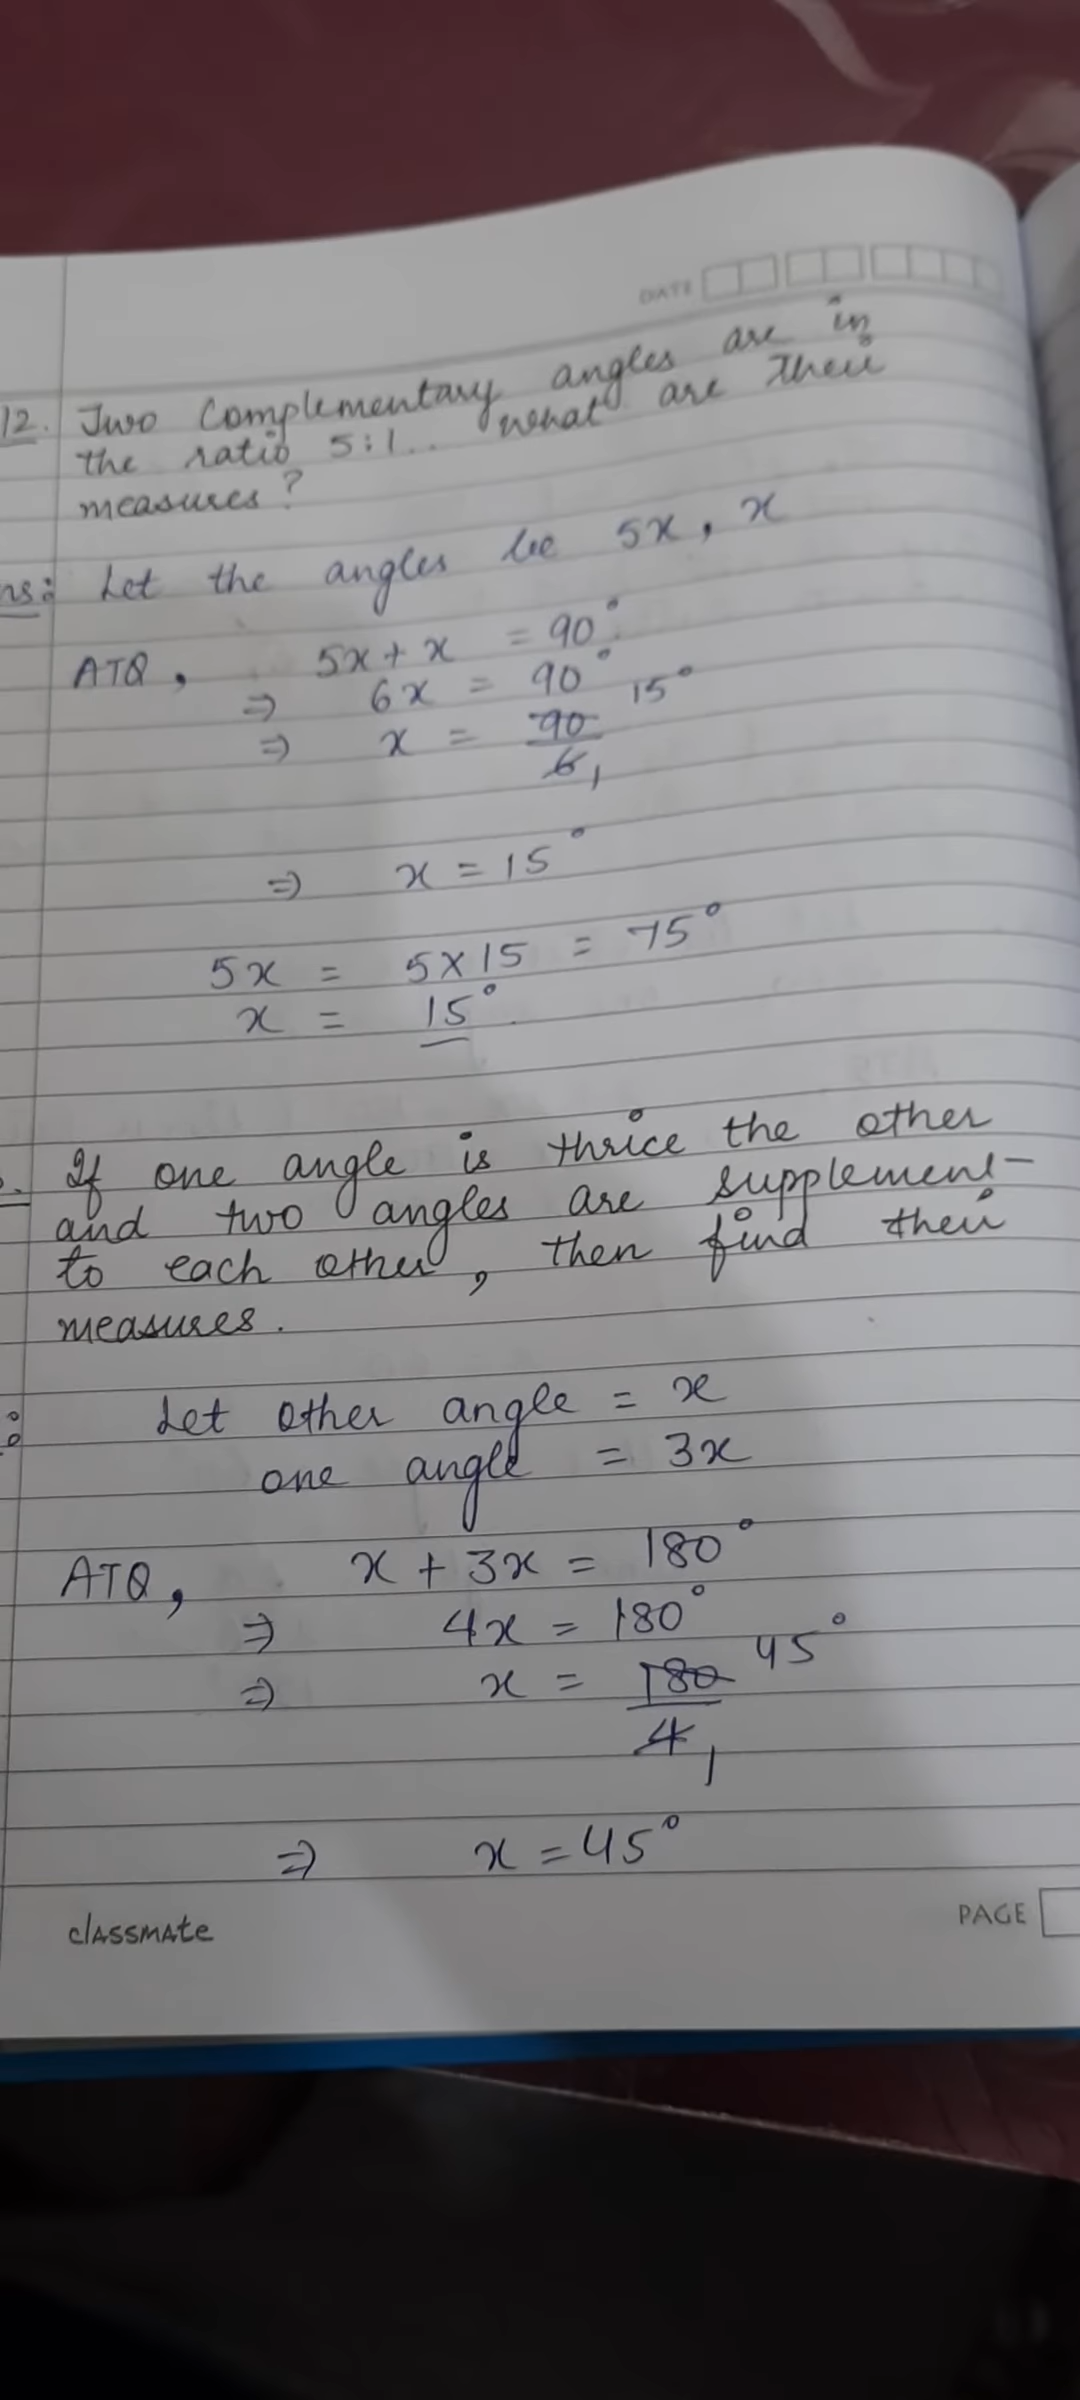 DATE
12. Two Complementary angles are in
the ratio 5:1.. What are their
measures?
ns: Let the angles be 5x, x
ATQ, 5x + x = 90°
⇒ 6x = 90°
⇒ x = 90/6 15° 1
⇒ x = 15°
5x = 5×15 = 75°
x = 15°
. If one angle is thrice the other
and two angles are supplement-
to each other, then find their
measures.
: Let other angle = x
one angle = 3x
ATQ, x + 3x = 180°
⇒ 4x = 180°
⇒ x = 180/4 45° 1
⇒ x = 45°
classmate
PAGE